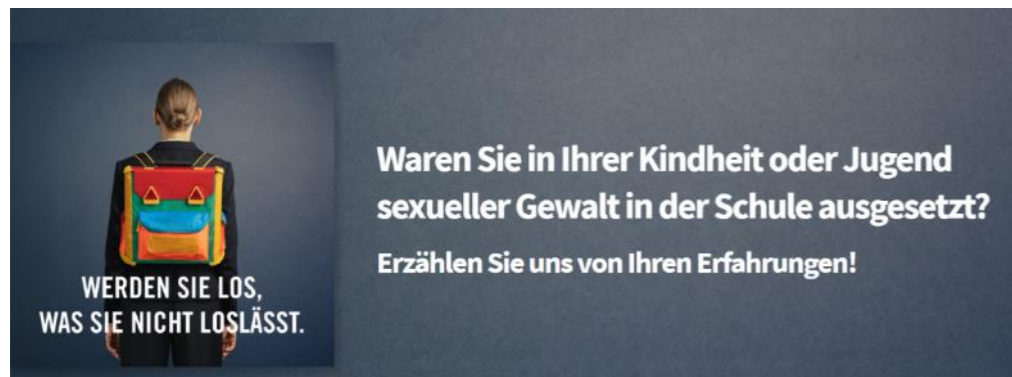 WERDEN SIE LOS,
WAS SIE NICHT LOSLÄSST.
Waren Sie in Ihrer Kindheit oder Jugend
sexueller Gewalt in der Schule ausgesetzt?
Erzählen Sie uns von Ihren Erfahrungen!